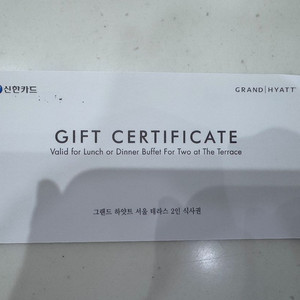 신한카드
GRAND | HYATT
GIFT CERTIFICATE
Valid for Lunch or Dinner Buffet For Two at The Terrace
그랜드 하얏트 서울 테라스 2인 식사권